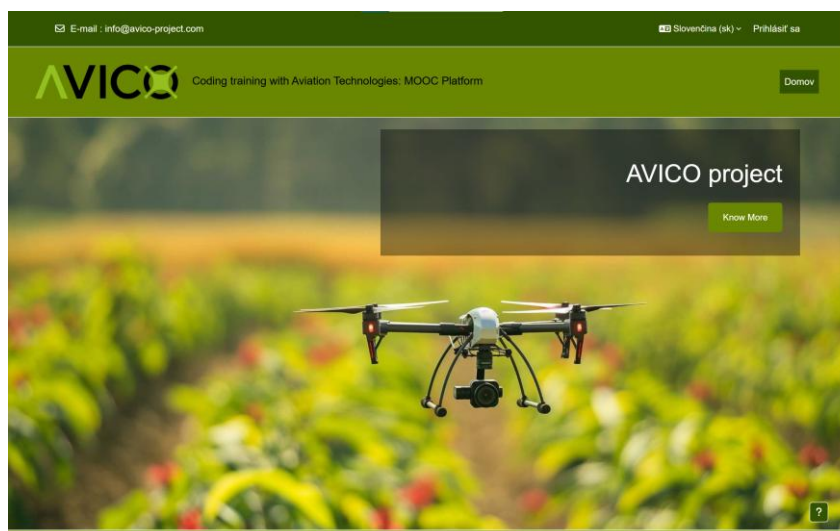 E-mail : info@avico-project.com
Slovenčina (sk)
Prihlásiť sa
AVICO
Coding training with Aviation Technologies: MOOC Platform
Domov
AVICO project
Know More
?